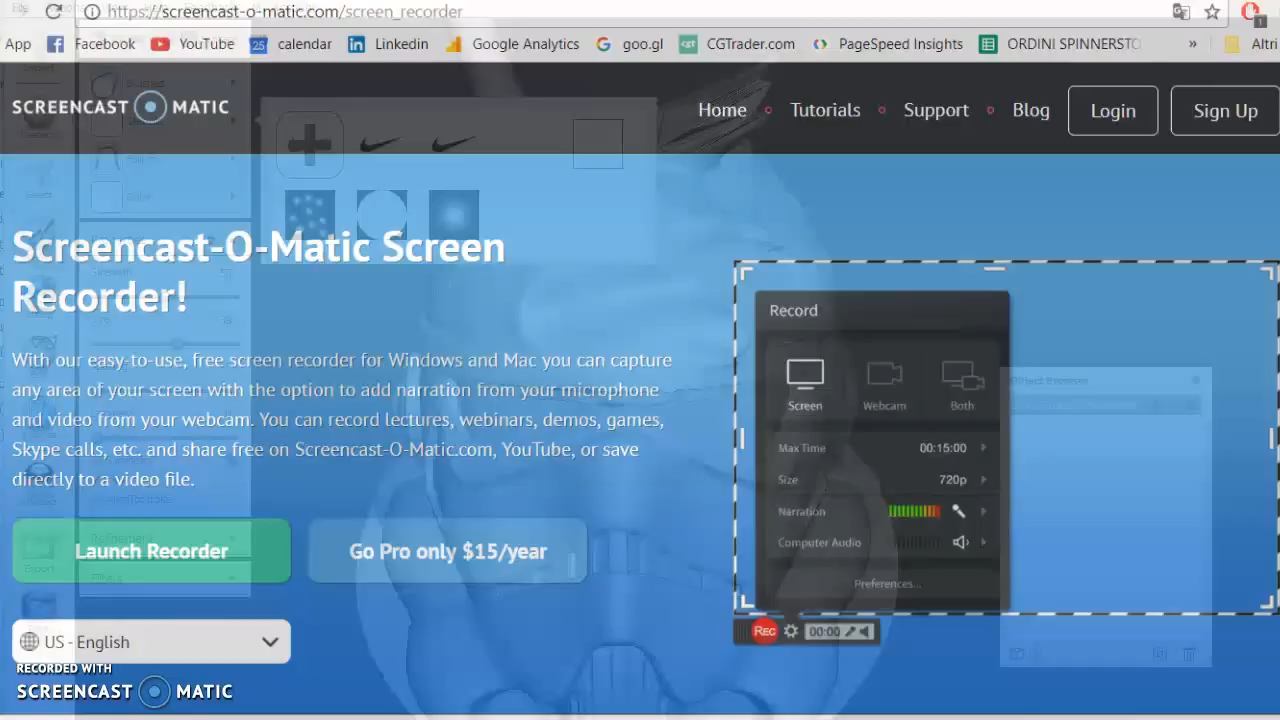 https://screencast-o-matic.com/screen_recorder
App Facebook YouTube 25 calendar in Linkedin Google Analytics goo.gl CGTrader.com PageSpeed Insights ORDINI SPINNERSTO » Altri
SCREENCAST MATIC Home Tutorials Support Blog Login Sign Up
Screencast-O-Matic Screen
Recorder!
With our easy-to-use, free screen recorder for Windows and Mac you can capture
any area of your screen with the option to add narration from your microphone
and video from your webcam. You can record lectures, webinars, demos, games,
Skype calls, etc. and share free on Screencast-O-Matic.com, YouTube, or save
directly to a video file.
Launch Recorder Go Pro only $15/year
US - English
Record
Screen Webcam Both
Max Time 00:15:00
Size 720p
Narration
Computer Audio
Preferences...
REC 00:00
Object Browser
RECORDED WITH
SCREENCAST MATIC